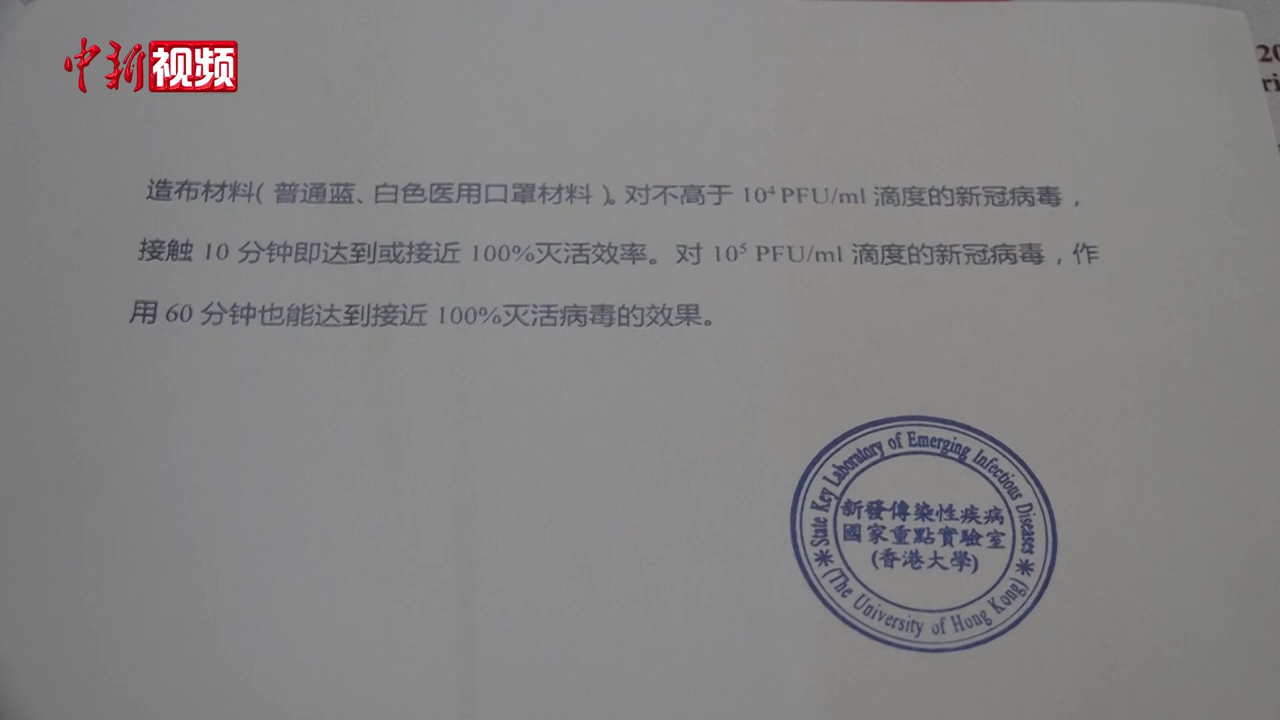 中新视频
20
ri
造布材料(普通蓝、白色医用口罩材料)。对不高于 10⁴ PFU/ml 滴度的新冠病毒，
接触 10 分钟即达到或接近 100%灭活效率。对 10⁵ PFU/ml 滴度的新冠病毒，作
用 60 分钟也能达到接近 100%灭活病毒的效果。
State Key Laboratory of Emerging Infectious Diseases
新發傳染性疾病
國家重點實驗室
(香港大學)
(The University of Hong Kong)